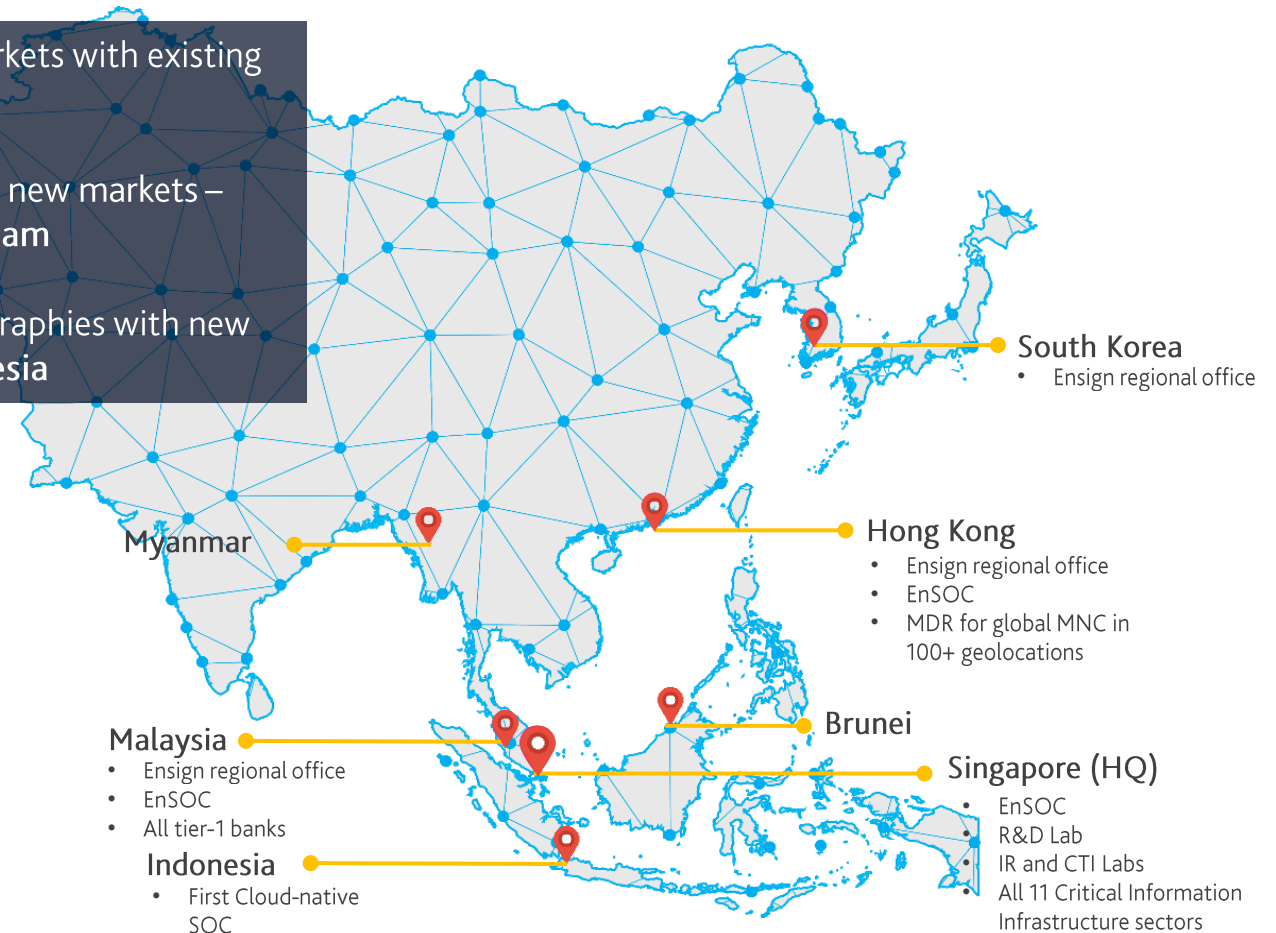 rkets with existing
new markets –
am
raphies with new
esia
South Korea
• Ensign regional office
Hong Kong
• Ensign regional office
• EnSOC
• MDR for global MNC in
100+ geolocations
Myanmar
Brunei
Malaysia
• Ensign regional office
• EnSOC
• All tier-1 banks
Singapore (HQ)
• EnSOC
• R&D Lab
• IR and CTI Labs
• All 11 Critical Information
Infrastructure sectors
Indonesia
• First Cloud-native
SOC